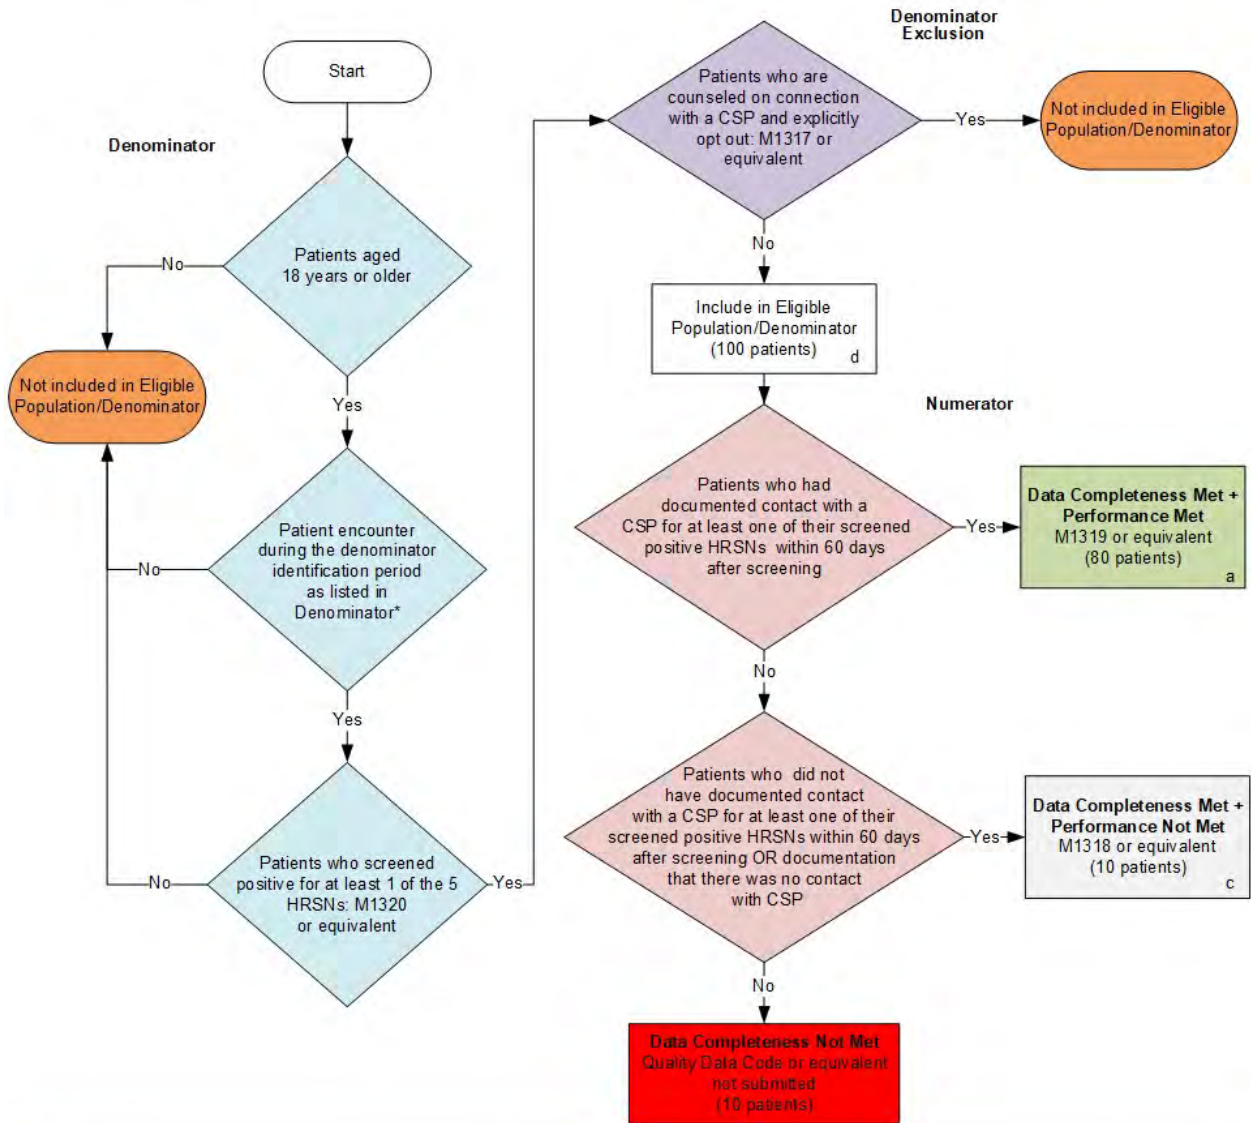 Start
Denominator
Patients aged
18 years or older
No
Not included in Eligible
Population/Denominator
Yes
Patient encounter
during the denominator
identification period
as listed in
Denominator*
No
Yes
Patients who screened
positive for at least 1 of the 5
HRSNs: M1320
or equivalent
No
Yes
Denominator
Exclusion
Patients who are
counseled on connection
with a CSP and explicitly
opt out: M1317 or
equivalent
Yes
Not included in Eligible
Population/Denominator
No
Include in Eligible
Population/Denominator
(100 patients)
d
Numerator
Patients who had
documented contact with a
CSP for at least one of their screened
positive HRSNs within 60 days
after screening
Yes
Data Completeness Met +
Performance Met
M1319 or equivalent
(80 patients)
a
No
Patients who did not
have documented contact
with a CSP for at least one of their
screened positive HRSNs within 60 days
after screening OR documentation
that there was no contact
with CSP
Yes
Data Completeness Met +
Performance Not Met
M1318 or equivalent
(10 patients)
c
No
Data Completeness Not Met
Quality Data Code or equivalent
not submitted
(10 patients)